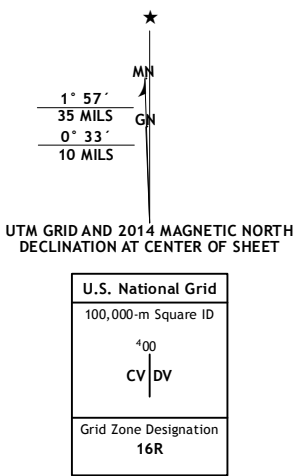 ★
MN
1° 57´
35 MILS
GN
0° 33´
10 MILS
UTM GRID AND 2014 MAGNETIC NORTH
DECLINATION AT CENTER OF SHEET
U.S. National Grid
100,000-m Square ID
⁴00
CV DV
Grid Zone Designation
16R